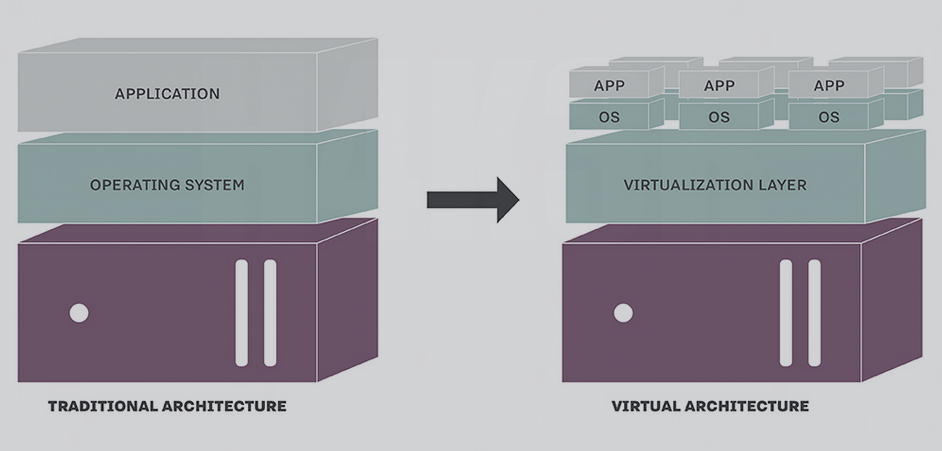 APPLICATION
OPERATING SYSTEM
TRADITIONAL ARCHITECTURE
APP APP APP
OS OS OS
VIRTUALIZATION LAYER
VIRTUAL ARCHITECTURE